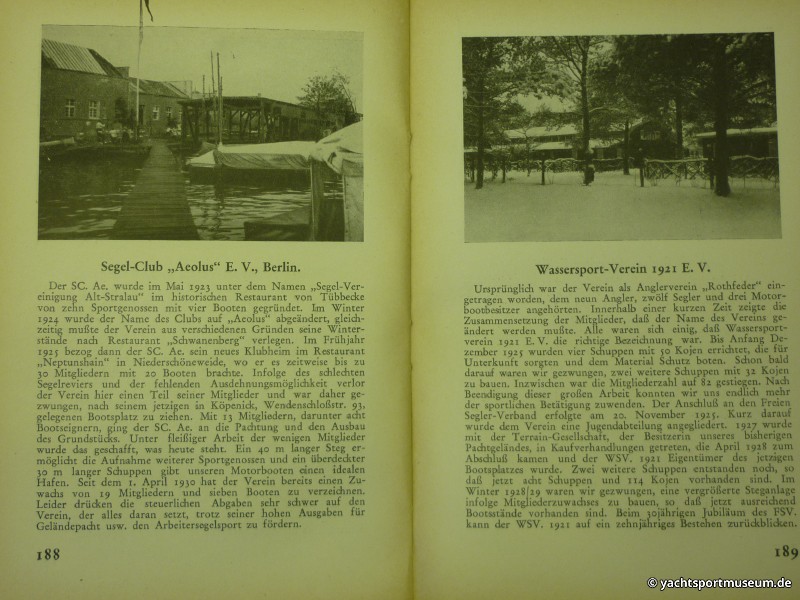 Segel-Club „Aeolus“ E. V., Berlin.
Der SC. Ae. wurde im Mai 1923 unter dem Namen „Segel-Ver-
einigung Alt-Stralau“ im historischen Restaurant von Tübbecke
von zehn Sportgenossen mit vier Booten gegründet. Im Winter
1924 wurde der Name des Clubs auf „Aeolus“ abgeändert, gleich-
zeitig mußte der Verein aus verschiedenen Gründen seine Winter-
stände nach Restaurant „Schwanenberg“ verlegen. Im Frühjahr
1925 bezog dann der SC. Ae. sein neues Klubheim im Restaurant
„Neptunshain“ in Niederschöneweide, wo er es zeitweise bis zu
30 Mitgliedern mit 20 Booten brachte. Infolge des schlechten
Segelreviers und der fehlenden Ausdehnungsmöglichkeit verlor
der Verein hier einen Teil seiner Mitglieder und war daher ge-
zwungen, nach seinem jetzigen in Köpenick, Wendenschloßstr. 93,
gelegenen Bootsplatz zu ziehen. Mit 13 Mitgliedern, darunter acht
Bootseignern, ging der SC. Ae. an die Pachtung und den Ausbau
des Grundstücks. Unter fleißiger Arbeit der wenigen Mitglieder
wurde das geschafft, was heute steht. Ein 40 m langer Steg er-
möglicht die Aufnahme weiterer Sportgenossen und ein überdeckter
30 m langer Schuppen gibt unseren Motorbooten einen idealen
Hafen. Seit dem 1. April 1930 hat der Verein bereits einen Zu-
wachs von 19 Mitgliedern und sieben Booten zu verzeichnen.
Leider drücken die steuerlichen Abgaben sehr schwer auf den
Verein, der alles daran setzt, trotz seiner hohen Ausgaben für
Geländepacht usw. den Arbeitersegelsport zu fördern.
188
Wassersport-Verein 1921 E. V.
Ursprünglich war der Verein als Anglerverein „Rothfeder“ ein-
getragen worden, dem neun Angler, zwölf Segler und drei Motor-
bootbesitzer angehörten. Innerhalb einer kurzen Zeit zeigte die
Zusammensetzung der Mitglieder, daß der Name des Vereins ge-
ändert werden mußte. Alle waren sich einig, daß Wassersport-
verein 1921 E. V. die richtige Bezeichnung war. Bis Anfang De-
zember 1925 wurden vier Schuppen mit 50 Kojen errichtet, die für
Unterkunft sorgten und dem Material Schutz boten. Schon bald
darauf waren wir gezwungen, zwei weitere Schuppen mit 32 Kojen
zu bauen. Inzwischen war die Mitgliederzahl auf 82 gestiegen. Nach
Beendigung dieser großen Arbeit konnten wir uns endlich mehr
der sportlichen Betätigung zuwenden. Der Anschluß an den Freien
Segler-Verband erfolgte am 20. November 1925. Kurz darauf
wurde dem Verein eine Jugendabteilung angegliedert. 1927 wurde
mit der Terrain-Gesellschaft, der Besitzerin unseres bisherigen
Pachtgeländes, in Kaufverhandlungen getreten, die April 1928 zum
Abschluß kamen und der WSV. 1921 Eigentümer des jetzigen
Bootsplatzes wurde. Zwei weitere Schuppen entstanden noch, so
daß jetzt acht Schuppen und 114 Kojen vorhanden sind. Im
Winter 1928/29 waren wir gezwungen, eine vergrößerte Steganlage
infolge Mitgliederzuwachses zu bauen, so daß jetzt ausreichend
Bootsstände vorhanden sind. Beim 30jährigen Jubiläum des FSV.
kann der WSV. 1921 auf ein zehnjähriges Bestehen zurückblicken.
189
© yachtsportmuseum.de